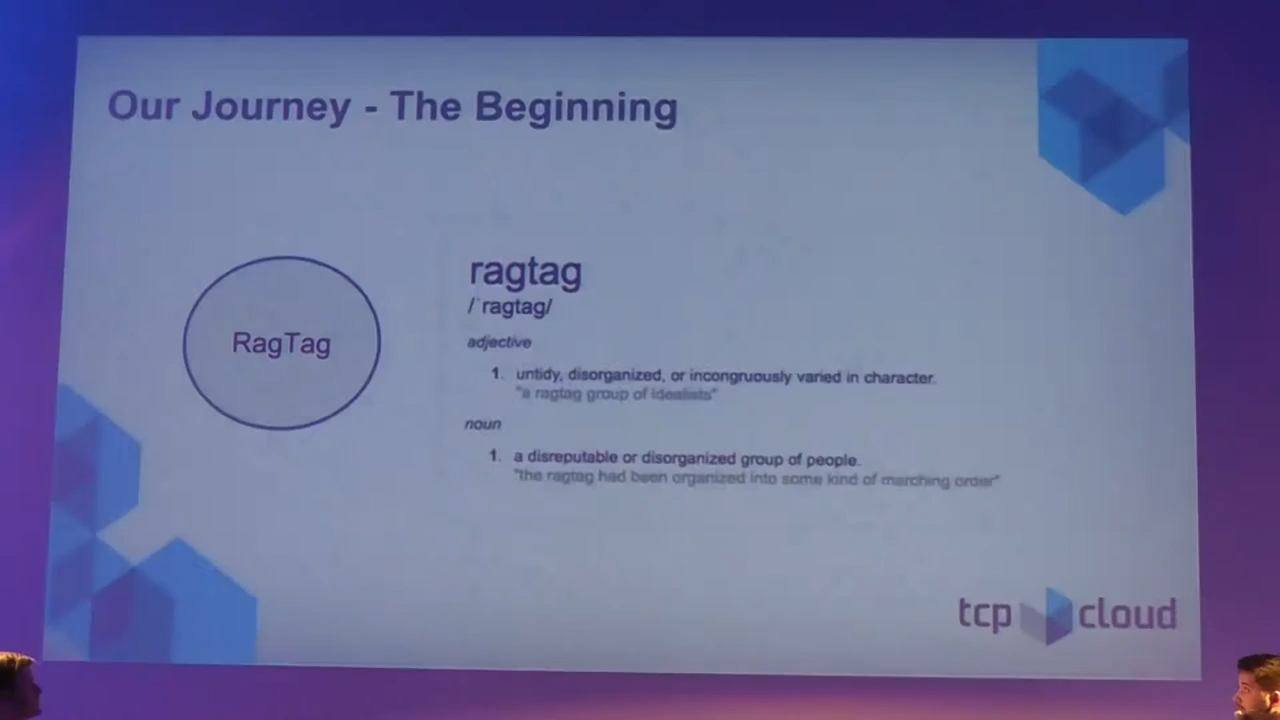 Our Journey - The Beginning
RagTag
ragtag
/ˈragtag/
adjective
1. untidy, disorganized, or incongruously varied in character.
"a ragtag group of idealists"
noun
1. a disreputable or disorganized group of people.
"the ragtag had been organized into some kind of marching order"
tcp cloud